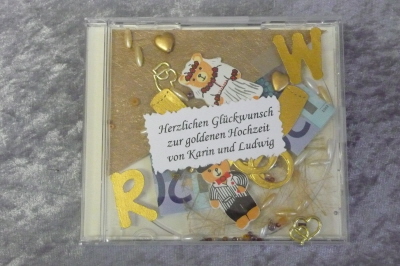 W
Herzlichen Glückwunsch
zur goldenen Hochzeit
von Karin und Ludwig
R